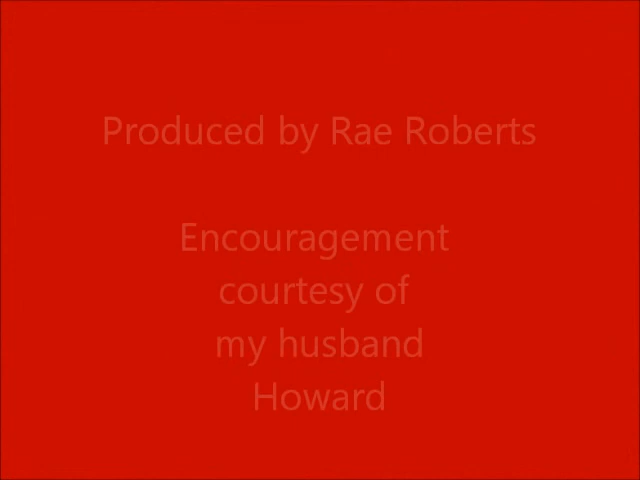 Produced by Rae Roberts
Encouragement
courtesy of
my husband
Howard